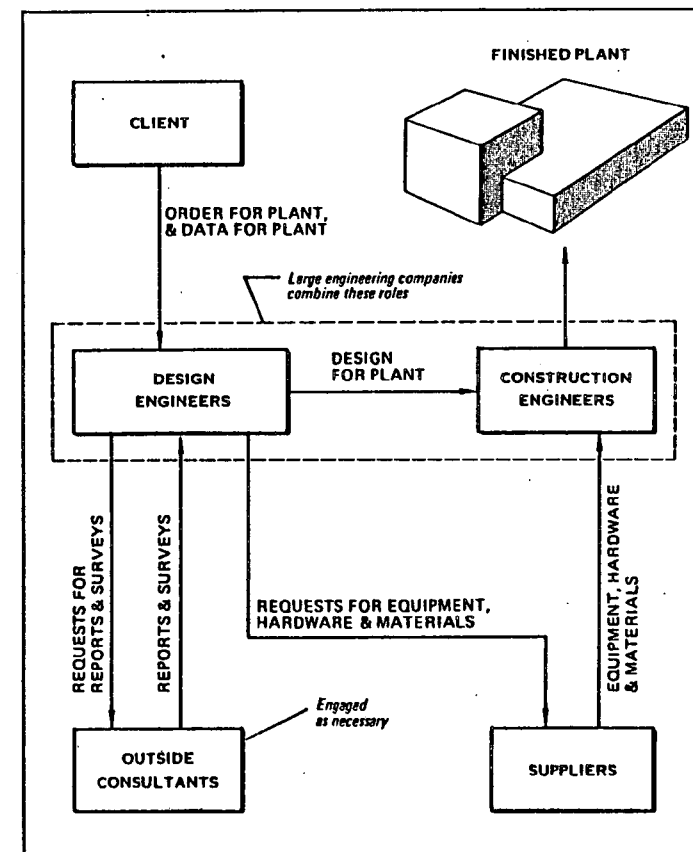 FINISHED PLANT
CLIENT
ORDER FOR PLANT,
& DATA FOR PLANT
Large engineering companies
combine these roles
DESIGN
ENGINEERS
DESIGN
FOR PLANT
CONSTRUCTION
ENGINEERS
REQUESTS FOR
REPORTS & SURVEYS
REPORTS & SURVEYS
REQUESTS FOR EQUIPMENT,
HARDWARE & MATERIALS
EQUIPMENT, HARDWARE
& MATERIALS
Engaged
as necessary
OUTSIDE
CONSULTANTS
SUPPLIERS